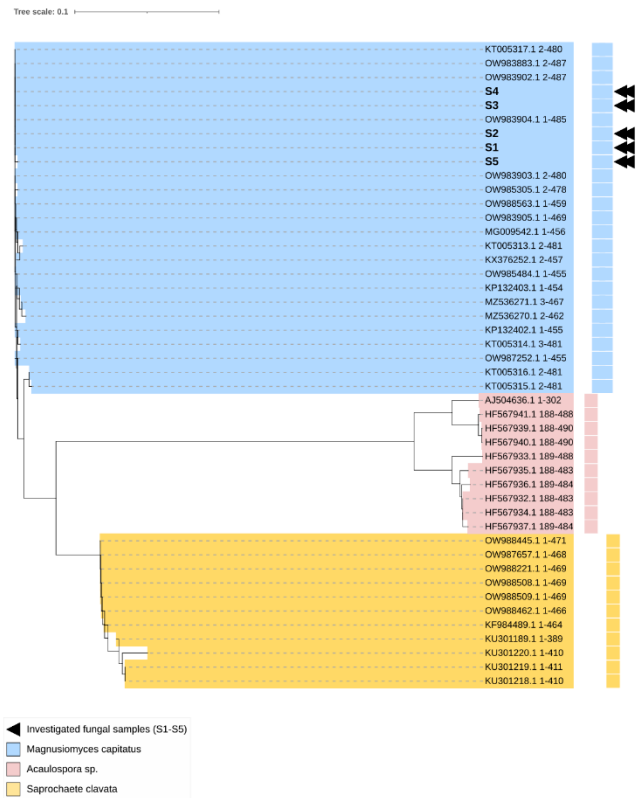 Tree scale: 0.1
KT005317.1 2-480
OW983883.1 2-487
OW983902.1 2-487
S4
S3
OW983904.1 1-485
S2
S1
S5
OW983903.1 2-480
OW985305.1 2-478
OW988563.1 1-459
OW983905.1 1-469
MG009542.1 1-456
KT005313.1 2-481
KX376252.1 2-457
OW985484.1 1-455
KP132403.1 1-454
MZ536271.1 3-467
MZ536270.1 2-462
KP132402.1 1-455
KT005314.1 3-481
OW987252.1 1-455
KT005316.1 2-481
KT005315.1 2-481
AJ504636.1 1-302
HF567941.1 188-488
HF567939.1 188-490
HF567940.1 188-490
HF567933.1 189-488
HF567935.1 188-483
HF567936.1 189-484
HF567932.1 188-483
HF567934.1 188-483
HF567937.1 189-484
OW988445.1 1-471
OW987657.1 1-468
OW988221.1 1-469
OW988508.1 1-469
OW988509.1 1-469
OW988462.1 1-466
KF984489.1 1-464
KU301189.1 1-389
KU301220.1 1-410
KU301219.1 1-411
KU301218.1 1-410
Investigated fungal samples (S1-S5)
Magnusiomyces capitatus
Acaulospora sp.
Saprochaete clavata